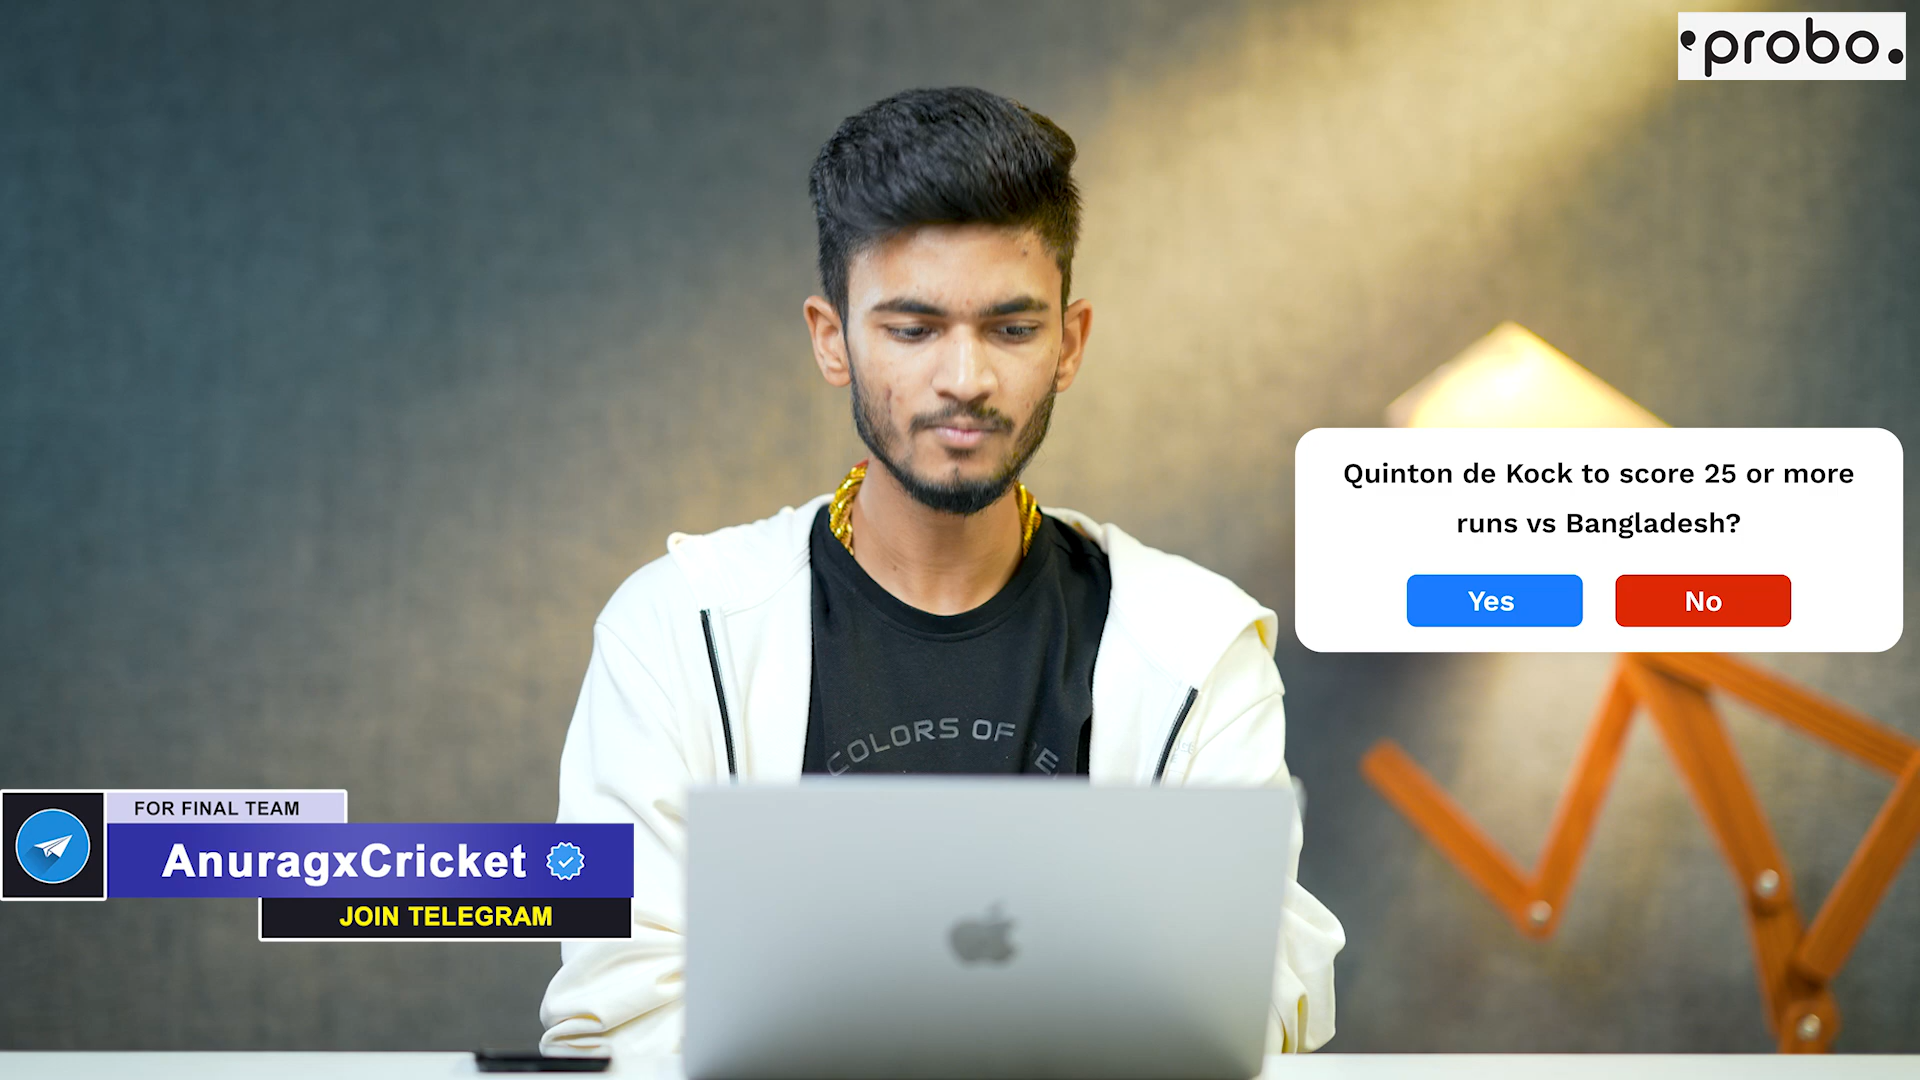 probo.
Quinton de Kock to score 25 or more
runs vs Bangladesh?
Yes
No
COLORS OF
FOR FINAL TEAM
AnuragxCricket
JOIN TELEGRAM